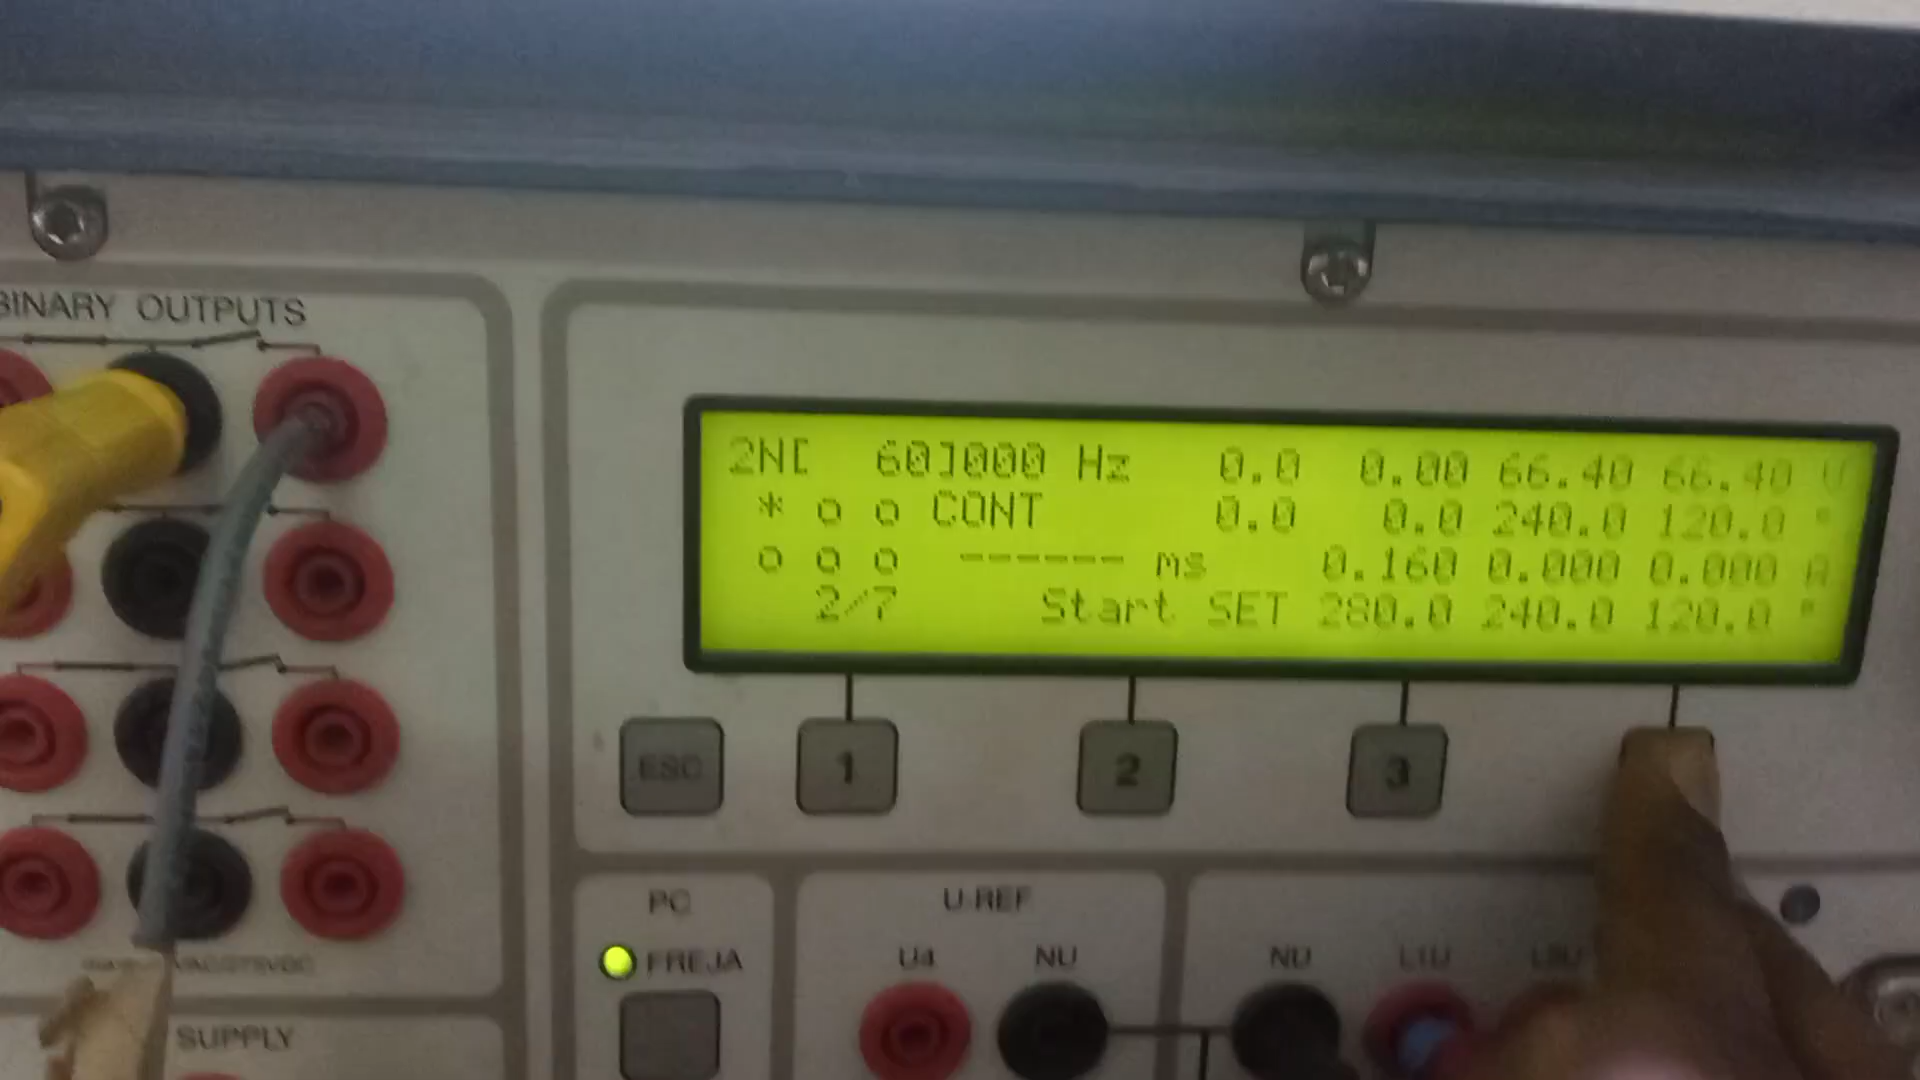 BINARY OUTPUTS
2N[ 60]000 Hz 0.0 0.00 66.40 66.40 V
* o o CONT 0.0 0.0 240.0 120.0 °
o o o ------ ms 0.160 0.000 0.000 A
2/7 Start SET 280.0 240.0 120.0 °
ESC 1 2 3
PC
U REF
FREJA
U4 NU NU L1U
SUPPLY